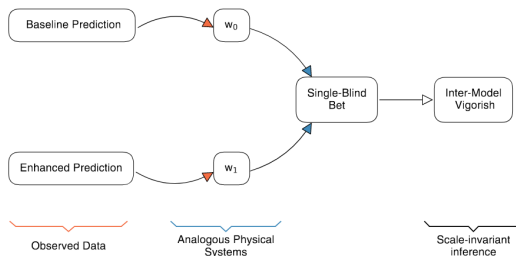 Baseline Prediction
w0
Single-Blind
Bet
Inter-Model
Vigorish
Enhanced Prediction
w1
Observed Data
Analogous Physical
Systems
Scale-invariant
inference